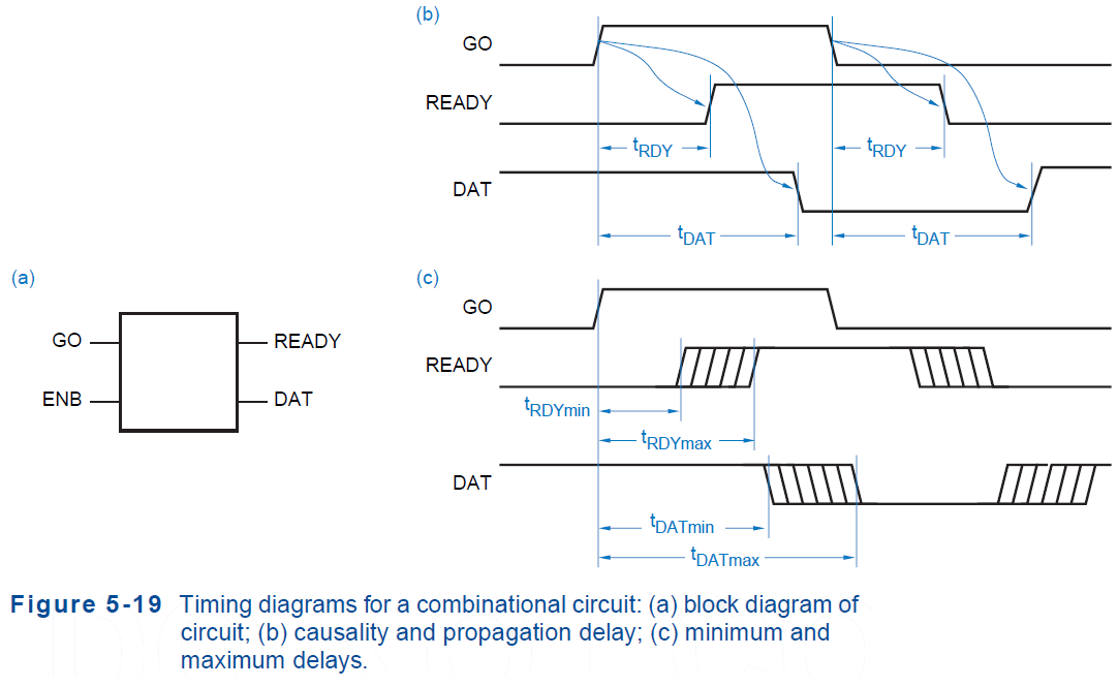 (b)
GO
READY
tRDY
tRDY
DAT
tDAT
tDAT
(a)
GO
READY
ENB
DAT
(c)
GO
READY
tRDYmin
tRDYmax
DAT
tDATmin
tDATmax
Figure 5-19 Timing diagrams for a combinational circuit: (a) block diagram of
circuit; (b) causality and propagation delay; (c) minimum and
maximum delays.